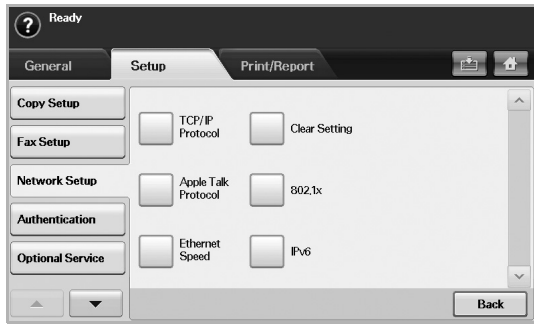 ? Ready
General Setup Print/Report
Copy Setup
Fax Setup
Network Setup
Authentication
Optional Service
TCP/IP
Protocol
Clear Setting
Apple Talk
Protocol
802.1x
Ethernet
Speed
IPv6
Back